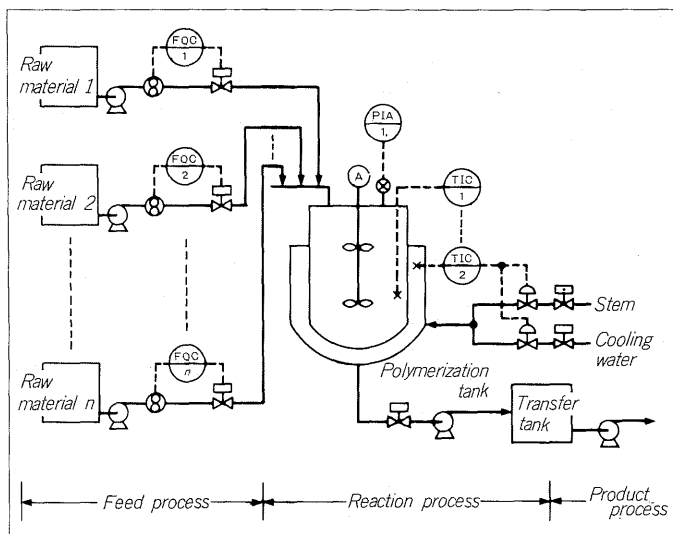 Raw
material 1
FQC
1
Raw
material 2
FQC
2
Raw
material n
FQC
n
PIA
1.
A
TIC
1
TIC
2
Stem
Cooling
water
Polymerization
tank
Transfer
tank
Feed process
Reaction process
Product
process